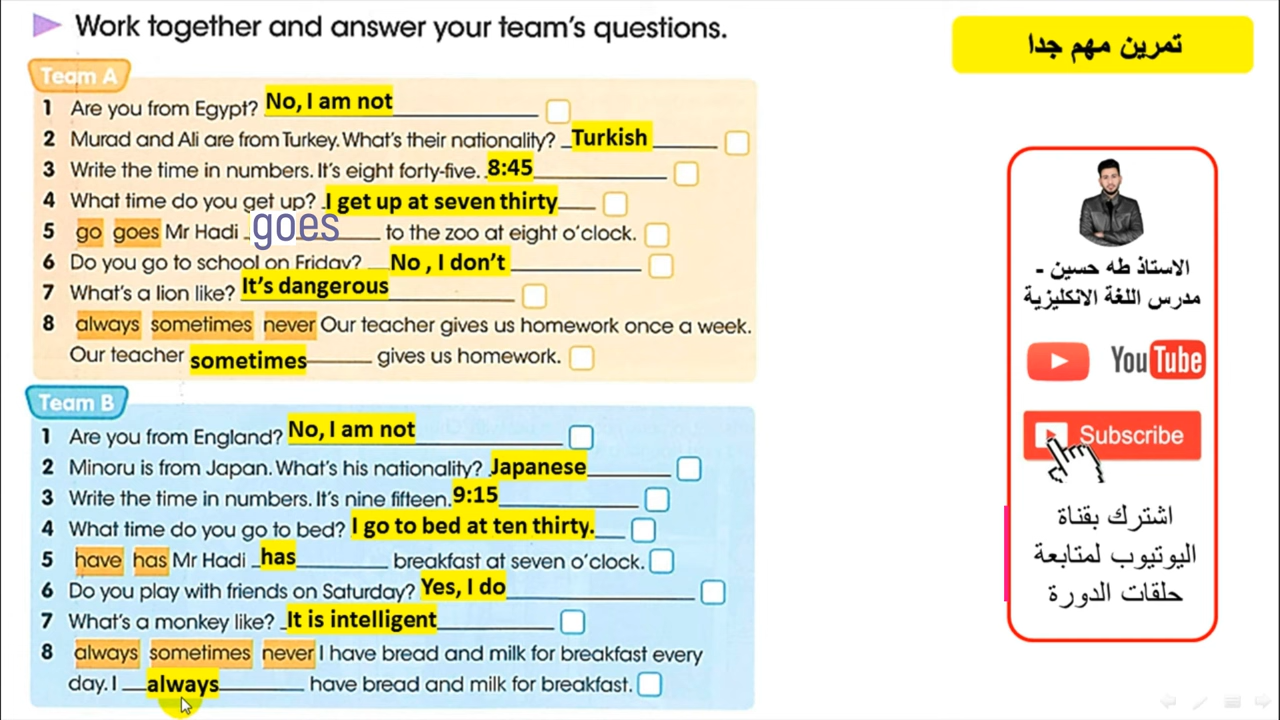 Work together and answer your team's questions.
تمرين مهم جدا
Team A
1 Are you from Egypt? No, I am not
2 Murad and Ali are from Turkey. What's their nationality? Turkish
3 Write the time in numbers. It's eight forty-five. 8:45
4 What time do you get up? I get up at seven thirty
5 go goes Mr Hadi goes to the zoo at eight o'clock.
6 Do you go to school on Friday? No , I don't
7 What's a lion like? It's dangerous
8 always sometimes never Our teacher gives us homework once a week.
Our teacher sometimes gives us homework.
Team B
1 Are you from England? No, I am not
2 Minoru is from Japan. What's his nationality? Japanese
3 Write the time in numbers. It's nine fifteen. 9:15
4 What time do you go to bed? I go to bed at ten thirty.
5 have has Mr Hadi has breakfast at seven o'clock.
6 Do you play with friends on Saturday? Yes, I do
7 What's a monkey like? It is intelligent
8 always sometimes never I have bread and milk for breakfast every
day. I always have bread and milk for breakfast.
الاستاذ طه حسين -
مدرس اللغة الانكليزية
YouTube
Subscribe
اشترك بقناة
اليوتيوب لمتابعة
حلقات الدورة